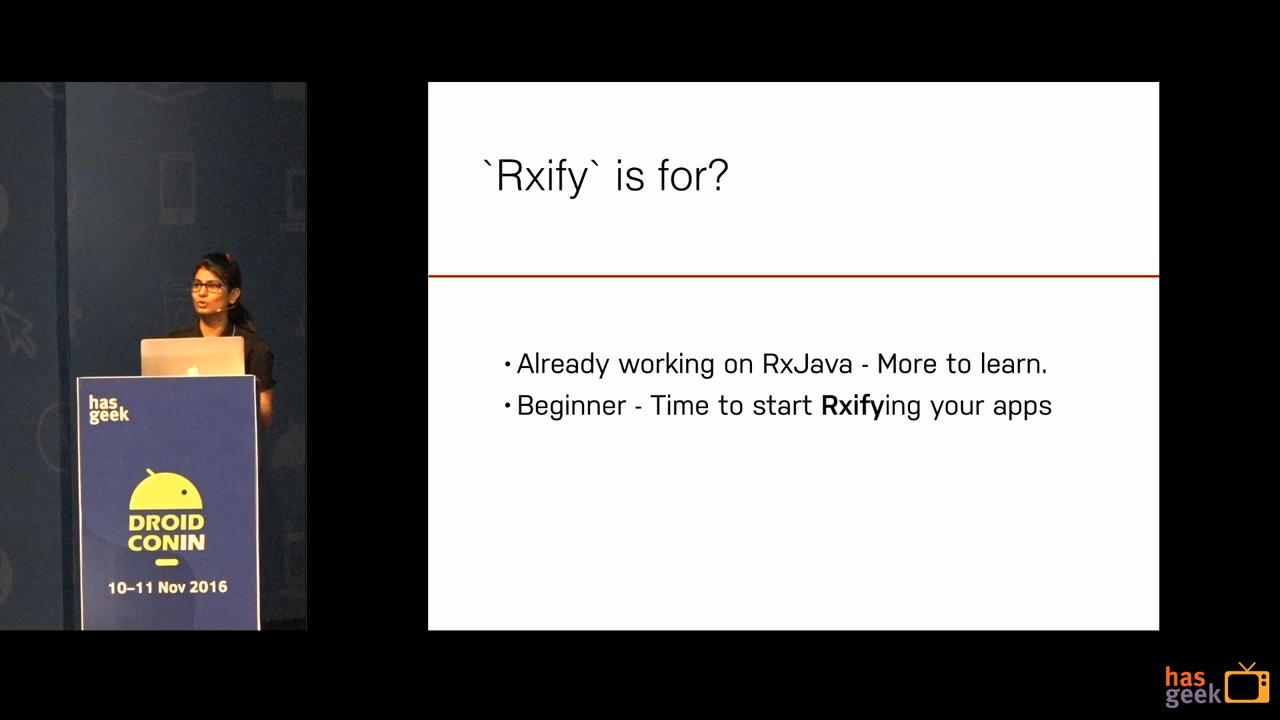 `Rxify` is for?
• Already working on RxJava - More to learn.
• Beginner - Time to start Rxifying your apps
has
geek
DROID
CONIN
10–11 Nov 2016
has
geek